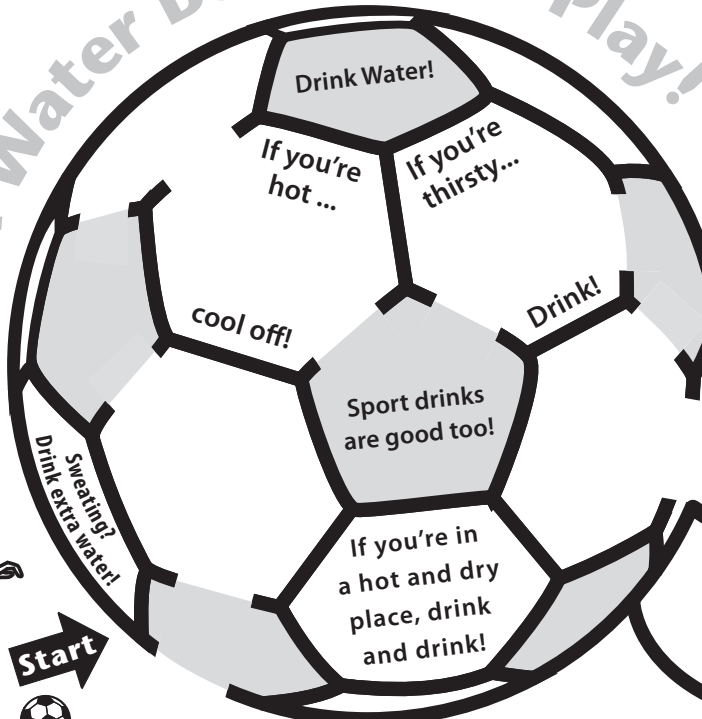 Water
Play!
Drink Water!
If you're
hot ...
If you're
thirsty...
cool off!
Drink!
Sport drinks
are good too!
Sweating?
Drink extra water!
If you're in
a hot and dry
place, drink
and drink!
Start